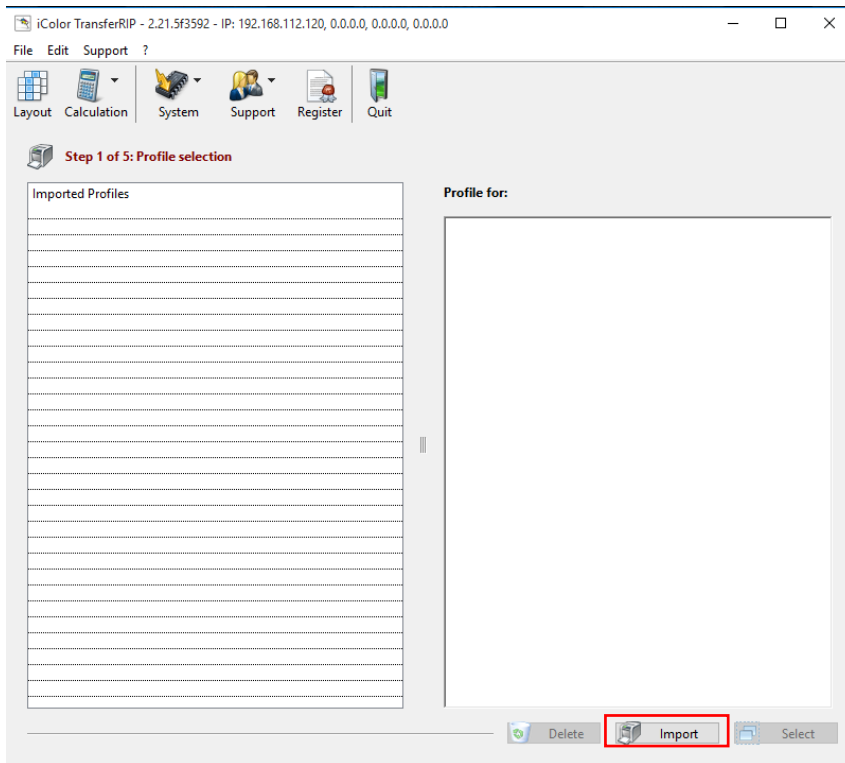 iColor TransferRIP - 2.21.5f3592 - IP: 192.168.112.120, 0.0.0.0, 0.0.0.0, 0.0.0.0
File Edit Support ?
Layout Calculation System Support Register Quit
Step 1 of 5: Profile selection
Imported Profiles
Profile for:
Delete Import Select